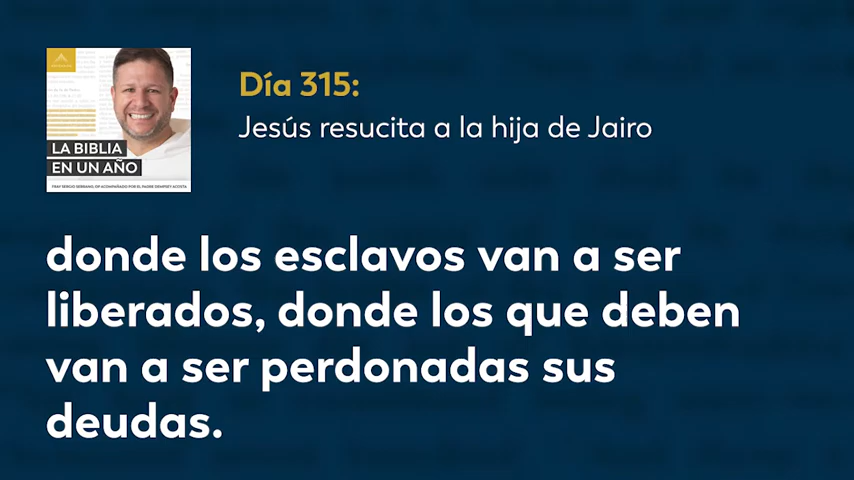 Día 315:
Jesús resucita a la hija de Jairo
LA BIBLIA
EN UN AÑO
donde los esclavos van a ser
liberados, donde los que deben
van a ser perdonadas sus
deudas.